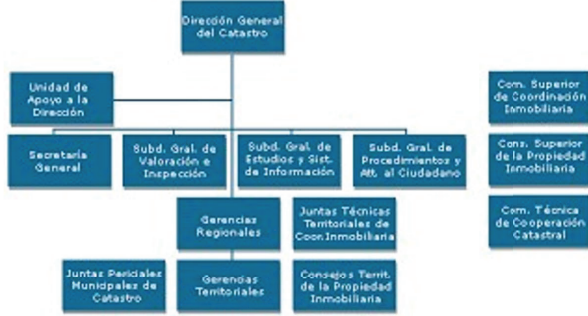 Dirección General
del Catastro
Unidad de
Apoyo a la
Dirección
Com. Superior
de Coordinación
Inmobiliaria
Secretaría
General
Subd. Gral. de
Valoración e
Inspección
Subd. Gral. de
Estudios y Sist.
de Información
Subd. Gral. de
Procedimientos y
Att. al Ciudadano
Cons. Superior
de la Propiedad
Inmobiliaria
Gerencias
Regionales
Juntas Técnicas
Territoriales de
Coor.Inmobiliaria
Com. Técnica
de Cooperación
Catastral
Juntas Periciales
Municipales de
Catastro
Gerencias
Territoriales
Consejos Territ.
de la Propiedad
Inmobiliaria